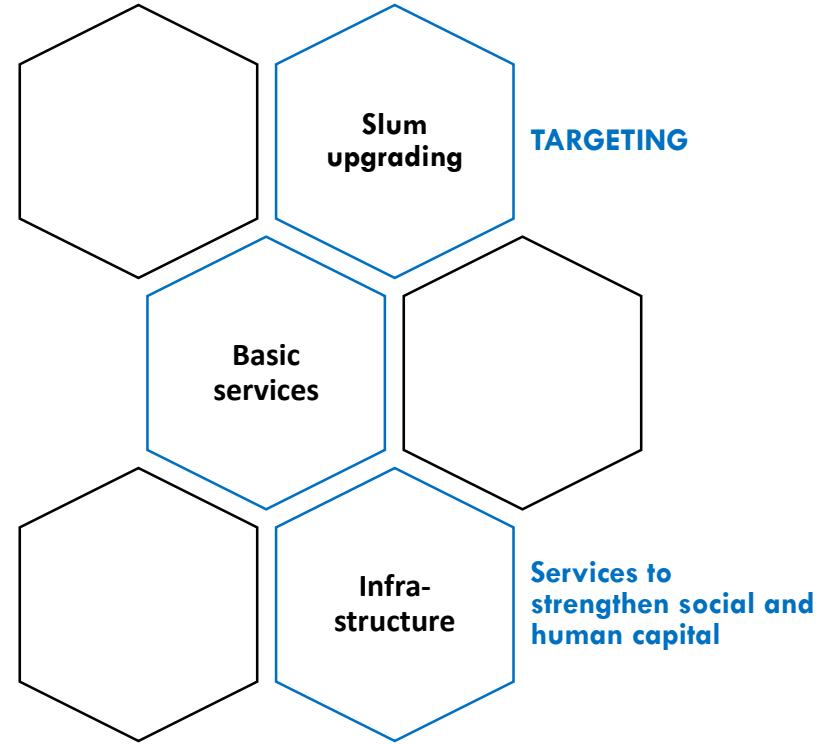 Slum
upgrading
TARGETING
Basic
services
Infra-
structure
Services to
strengthen social and
human capital